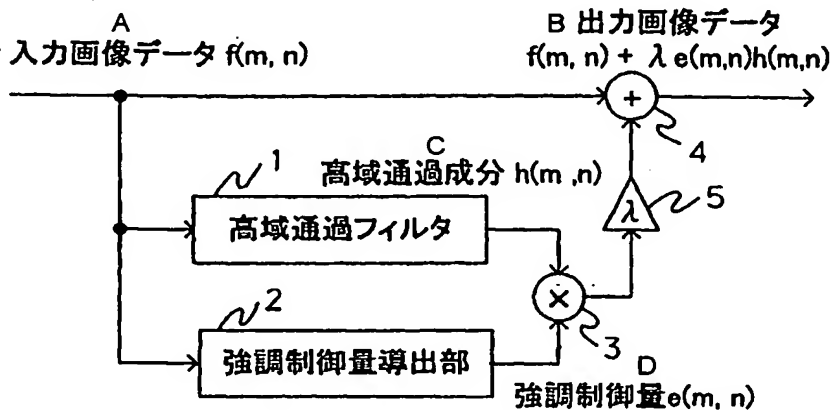 A
入力画像データ f(m, n)
B 出力画像データ
f(m, n) + λ e(m,n)h(m,n)
+
4
C
高域通過成分 h(m ,n)
1
高域通過フィルタ
λ
5
×
3
2
強調制御量導出部
D
強調制御量e(m, n)